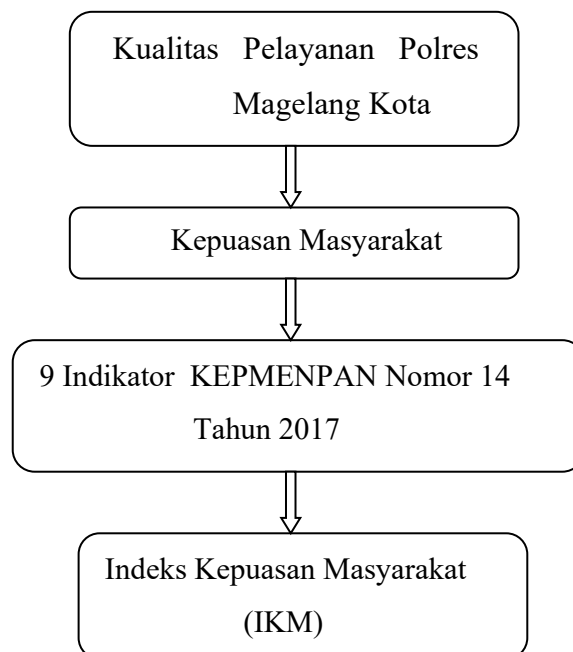 Kualitas Pelayanan Polres
Magelang Kota
Kepuasan Masyarakat
9 Indikator KEPMENPAN Nomor 14
Tahun 2017
Indeks Kepuasan Masyarakat
(IKM)